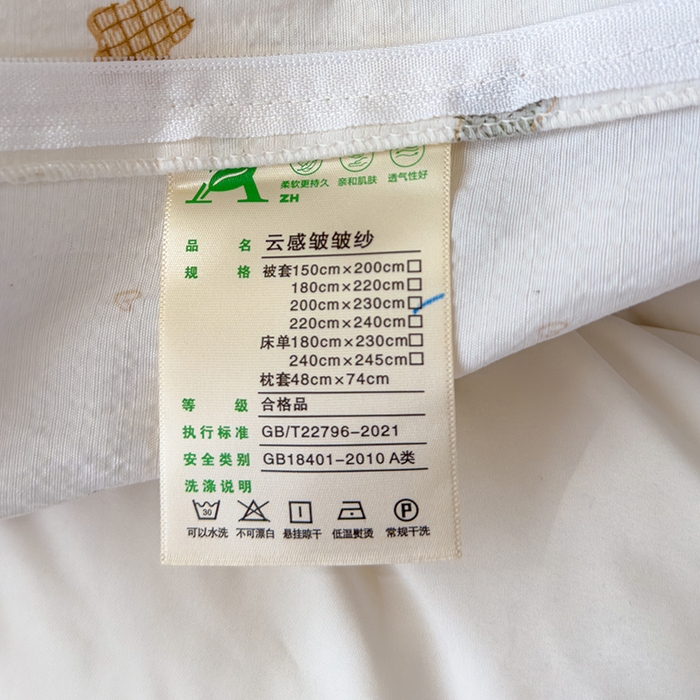 柔软更持久 亲和肌肤 透气性好
ZH
品 名 云感皱皱纱
规 格 被套150cm×200cm□
180cm×220cm□
200cm×230cm□
220cm×240cm□
床单180cm×230cm□
240cm×245cm□
枕套48cm×74cm
等 级 合格品
执行标准 GB/T22796-2021
安全类别 GB18401-2010 A类
洗涤说明
30 P
可以水洗 不可漂白 悬挂晾干 低温熨烫 常规干洗